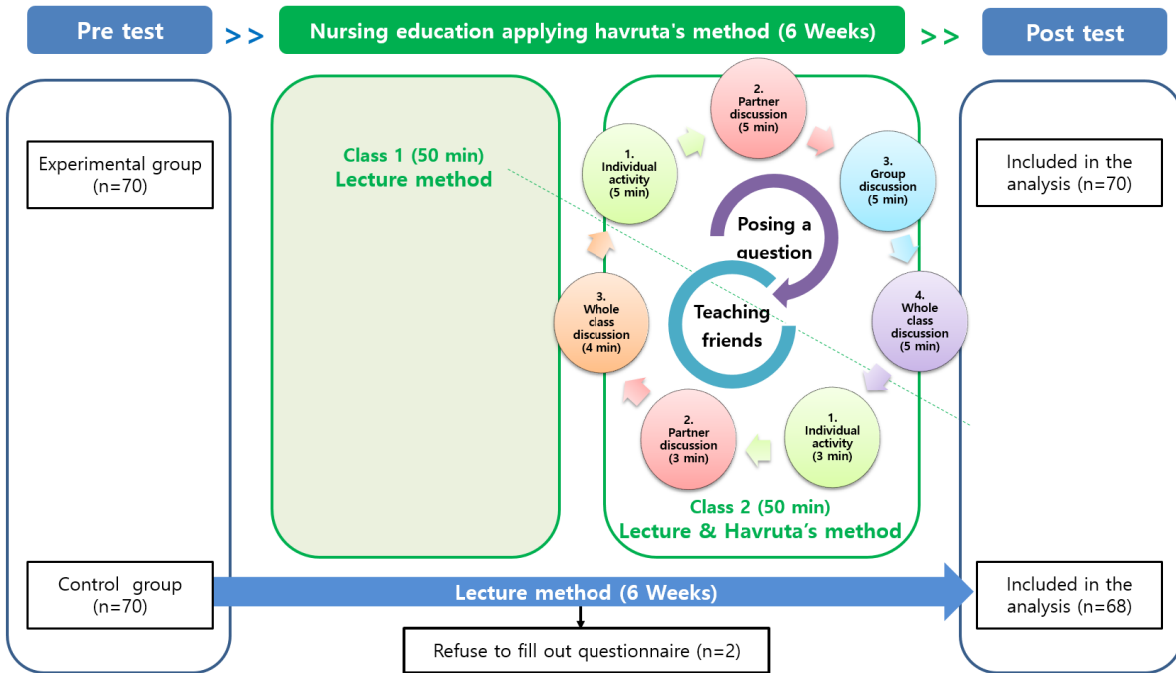 Pre test
> >
Nursing education applying havruta's method (6 Weeks)
> >
Post test
Experimental group
(n=70)
Class 1 (50 min)
Lecture method
1.
Individual
activity
(5 min)
2.
Partner
discussion
(5 min)
3.
Group
discussion
(5 min)
4.
Whole
class
discussion
(5 min)
Posing a
question
Teaching
friends
1.
Individual
activity
(3 min)
2.
Partner
discussion
(3 min)
3.
Whole
class
discussion
(4 min)
Class 2 (50 min)
Lecture & Havruta’s method
Included in the
analysis (n=70)
Control group
(n=70)
Lecture method (6 Weeks)
Refuse to fill out questionnaire (n=2)
Included in the
analysis (n=68)